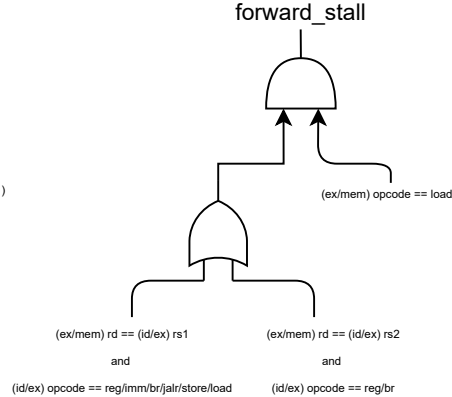 forward_stall
)
(ex/mem) opcode == load
(ex/mem) rd == (id/ex) rs1
and
(id/ex) opcode == reg/imm/br/jalr/store/load
(ex/mem) rd == (id/ex) rs2
and
(id/ex) opcode == reg/br